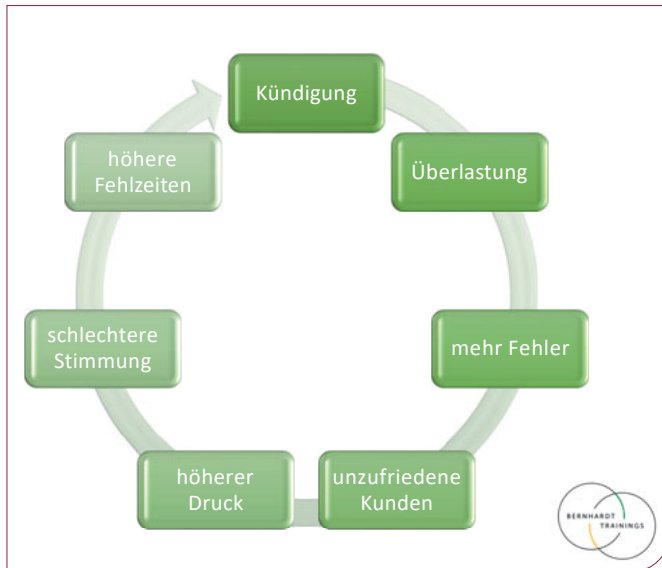 Kündigung
Überlastung
mehr Fehler
unzufriedene
Kunden
höherer
Druck
schlechtere
Stimmung
höhere
Fehlzeiten
BERNHARDT
TRAININGS